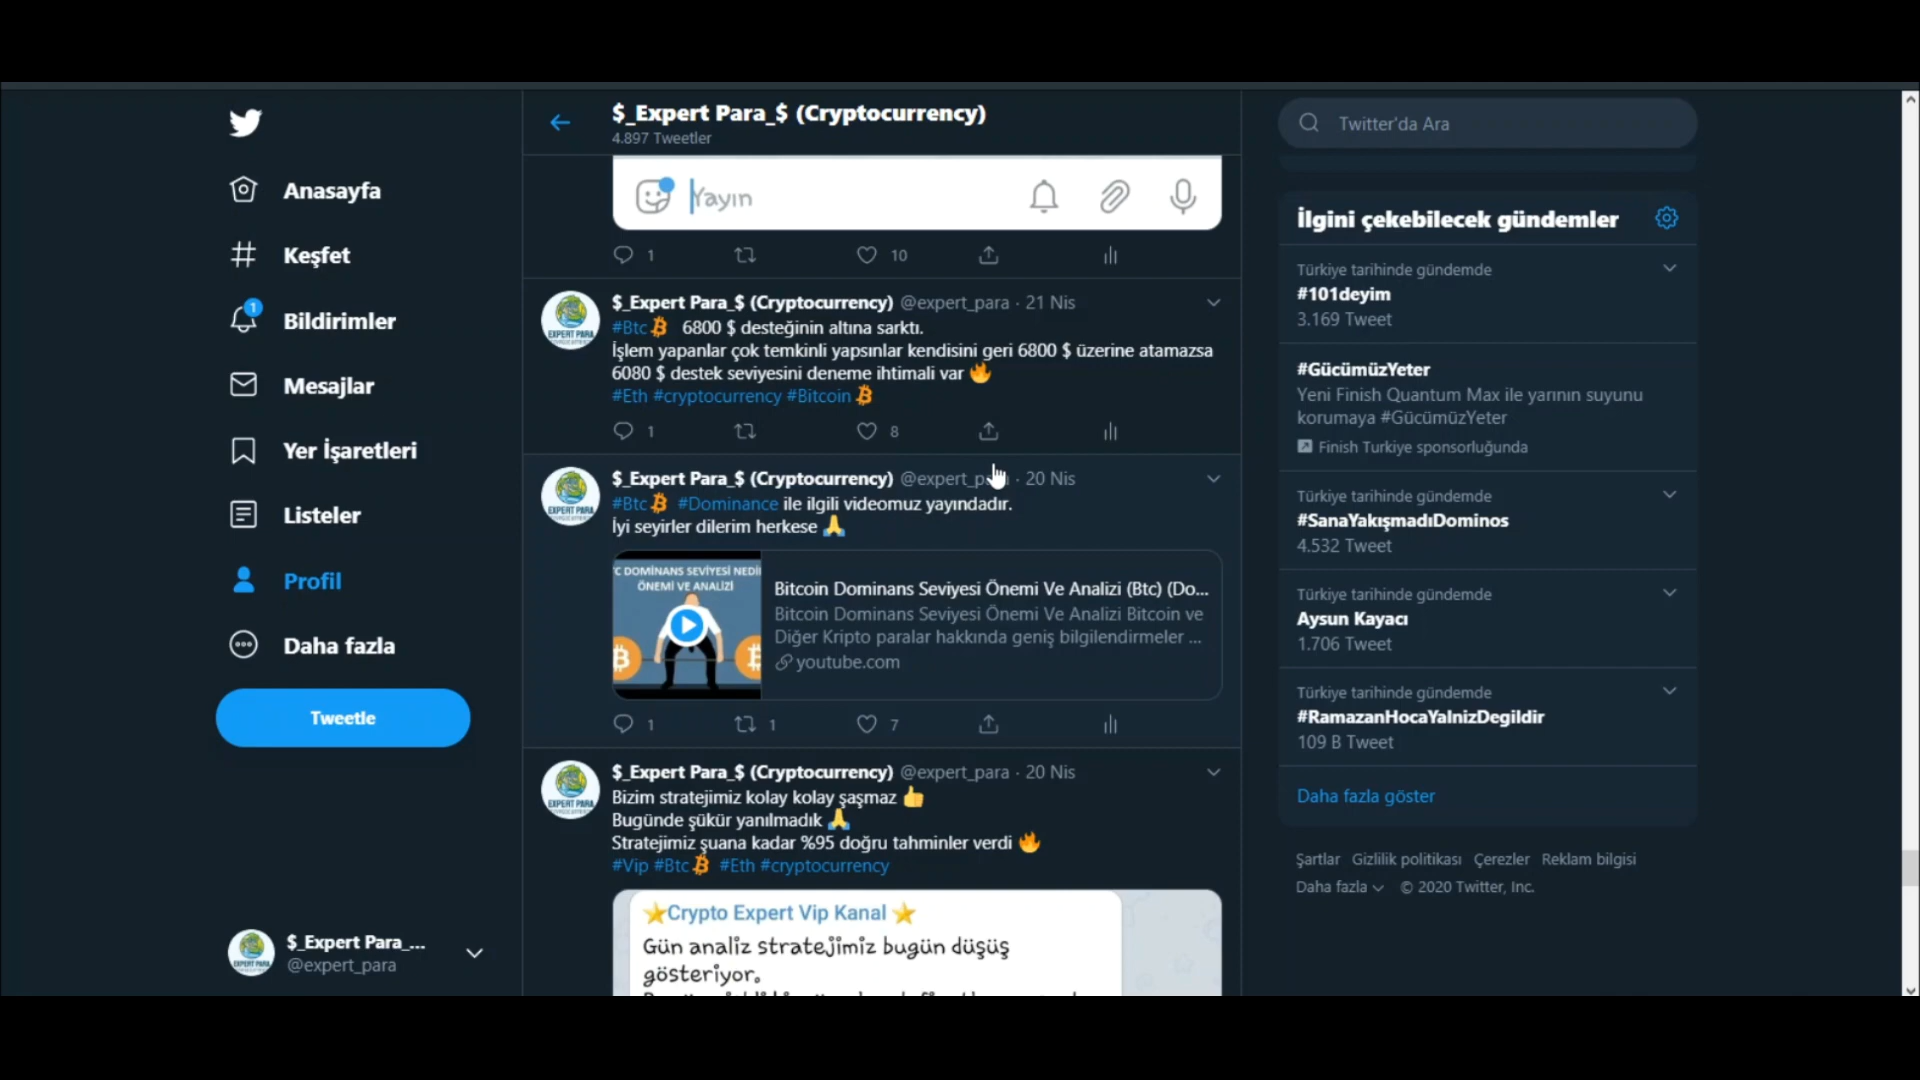 Anasayfa
Keşfet
1
Bildirimler
Mesajlar
Yer İşaretleri
Listeler
Profil
Daha fazla
Tweetle
$_Expert Para_...
@expert_para
$_Expert Para_$ (Cryptocurrency)
4.897 Tweetler
Yayın
1 10
$_Expert Para_$ (Cryptocurrency) @expert_para · 21 Nis
#Btc 6800 $ desteğinin altına sarktı.
İşlem yapanlar çok temkinli yapsınlar kendisini geri 6800 $ üzerine atamazsa
6080 $ destek seviyesini deneme ihtimali var 🔥
#Eth #cryptocurrency #Bitcoin
1 8
$_Expert Para_$ (Cryptocurrency) @expert_pa · 20 Nis
#Btc #Dominance ile ilgili videomuz yayındadır.
İyi seyirler dilerim herkese 🙏
C DOMİNANS SEVİYESİ NEDİ
ÖNEMİ VE ANALİZİ
Bitcoin Dominans Seviyesi Önemi Ve Analizi (Btc) (Do...
Bitcoin Dominans Seviyesi Önemi Ve Analizi Bitcoin ve
Diğer Kripto paralar hakkında geniş bilgilendirmeler ...
youtube.com
1 1 7
$_Expert Para_$ (Cryptocurrency) @expert_para · 20 Nis
Bizim stratejimiz kolay kolay şaşmaz 👍
Bugünde şükür yanılmadık 🙏
Stratejimiz şuana kadar %95 doğru tahminler verdi 🔥
#Vip #Btc #Eth #cryptocurrency
⭐Crypto Expert Vip Kanal ⭐
Gün analiz stratejimiz bugün düşüş
gösteriyor.
Twitter'da Ara
İlgini çekebilecek gündemler
Türkiye tarihinde gündemde
#101deyim
3.169 Tweet
#GücümüzYeter
Yeni Finish Quantum Max ile yarının suyunu
korumaya #GücümüzYeter
Finish Turkiye sponsorluğunda
Türkiye tarihinde gündemde
#SanaYakışmadıDominos
4.532 Tweet
Türkiye tarihinde gündemde
Aysun Kayacı
1.706 Tweet
Türkiye tarihinde gündemde
#RamazanHocaYalnizDegildir
109 B Tweet
Daha fazla göster
Şartlar Gizlilik politikası Çerezler Reklam bilgisi
Daha fazla © 2020 Twitter, Inc.